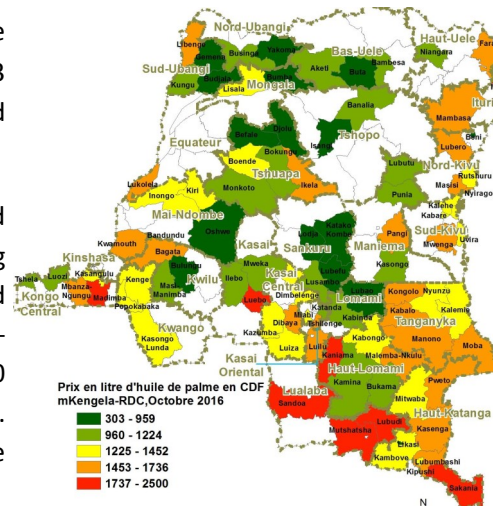 Nord-Ubangi
Haut-Uele
Libenge
Gemena
Businga
Yakoma
Bas-Uele
Niangara
Sud-Ubangi
Aketi
Bambesa
Bula
Kungu
Budjala
Bumba
Lisala
Mongala
Banalia
Ituri
Mambasa
Equateur
Befale
Djolu
Isangi
Tshopo
Beni
Bokungu
Lubero
Boende
Tshuapa
Lubutu
Nord-Kivu
Rutshuru
Lukolela
Inongo
Kiri
Monkoto
Ikela
Punia
Masisi
Nyirago
Mai-Ndombe
Kalehe
Kabare
Oshwe
Kwamouth
Bandundu
Kasai
Sankuru
Lodja
Katako
Kombe
Maniema
Pangi
Sud-Kivu
Mwenga
Uvira
Kinshasa
Bagata
Mweka
Lubefu
Kasongo
Tshela
Luozi
Kasangulu
Bulungu
Kwilu
Kasai
Central
Lusambo
Kongo
Central
Mbanza-
Ngungu
Madimba
Kenge
Masi
Manimba
Ilebo
Luebo
Dimbelenge
Lubao
Lomami
Kongolo
Nyunzu
Popokabaka
Katanda
Kabinda
Kabalo
Kalemie
Kwango
Kazumba
Dibaya
Miabi
Tshilenge
Tanganyka
Kasongo
Lunda
Luiza
Luilu
Kabongo
Manono
Moba
Kasai
Oriental
Kaniama
Malemba-Nkulu
Haut-Lomami
Prix en litre d'huile de palme en CDF
mKengela-RDC,Octobre 2016
Lualaba
Kamina
Bukama
Pweto
Mitwaba
Sandoa
Haut-Katanga
303 - 959
960 - 1224
1225 - 1452
1453 - 1736
1737 - 2500
Mutshatsha
Lubudi
Kasenga
Likasi
Kambove
Lubumbashi
Kipushi
Sakania
N